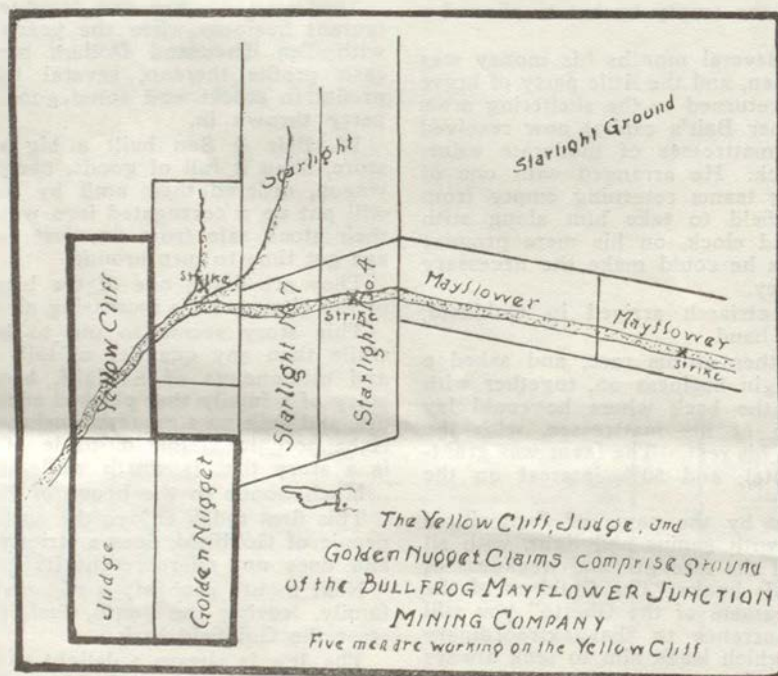 Starlight Ground
Starlight
Strike
Yellow Cliff
Starlight No. 7
Starlight No. 4
Strike
Mayflower
Mayflower
Strike
Judge
Golden Nugget
The Yellow Cliff, Judge, and
Golden Nugget Claims comprise ground
of the BULLFROG MAYFLOWER JUNCTION
MINING COMPANY
Five men are working on the Yellow Cliff